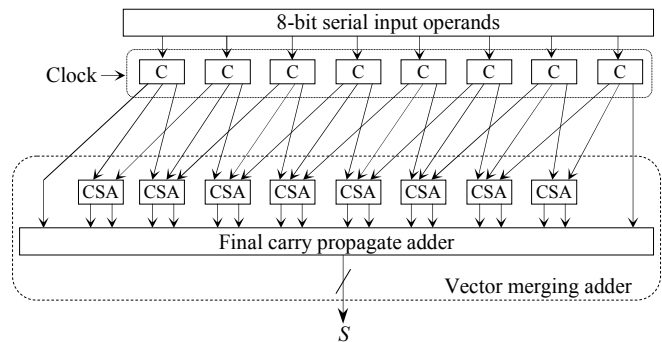 8-bit serial input operands
Clock
C C C C C C C C
CSA CSA CSA CSA CSA CSA CSA CSA
Final carry propagate adder
Vector merging adder
S